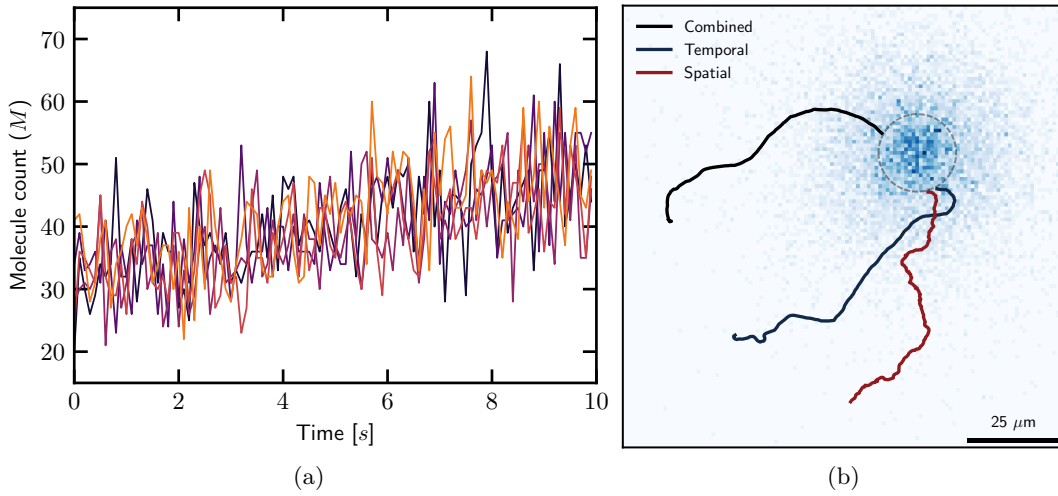 70
60
50
40
30
20
Molecule count (M)
0 2 4 6 8 10
Time [s]
(a)
Combined
Temporal
Spatial
25 μm
(b)